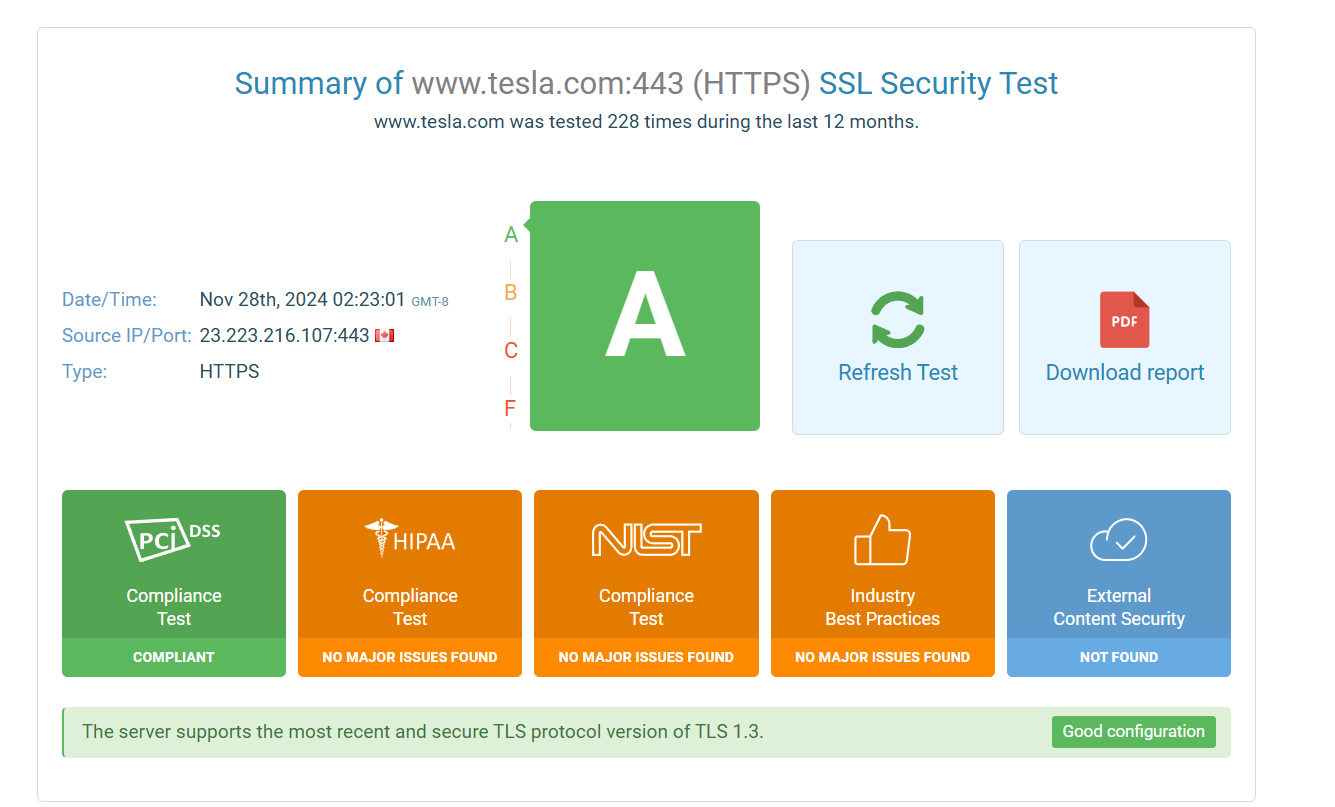 Summary of www.tesla.com:443 (HTTPS) SSL Security Test
www.tesla.com was tested 228 times during the last 12 months.
Date/Time: Nov 28th, 2024 02:23:01 GMT-8
Source IP/Port: 23.223.216.107:443
Type: HTTPS
A
B
C
F
A
Refresh Test
PDF
Download report
PCi DSS
Compliance
Test
COMPLIANT
HIPAA
Compliance
Test
NO MAJOR ISSUES FOUND
NIST
Compliance
Test
NO MAJOR ISSUES FOUND
Industry
Best Practices
NO MAJOR ISSUES FOUND
External
Content Security
NOT FOUND
The server supports the most recent and secure TLS protocol version of TLS 1.3.
Good configuration